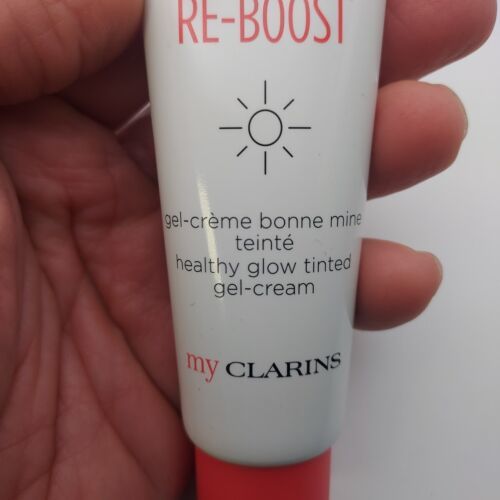 RE-BOOST
gel-crème bonne mine
teinté
healthy glow tinted
gel-cream
my CLARINS